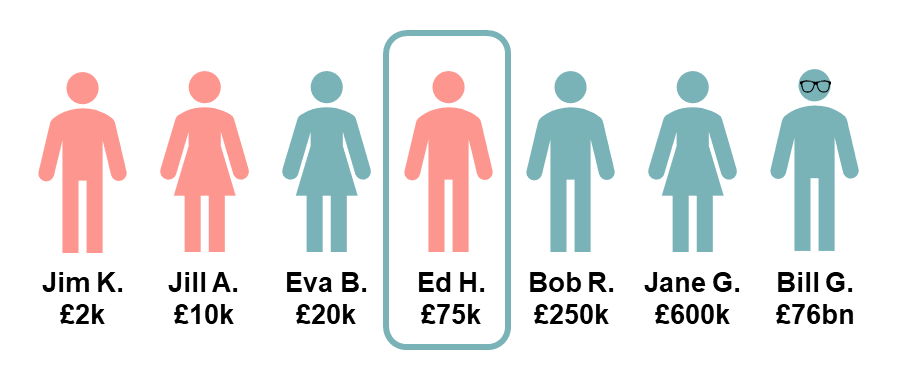 Jim K. Jill A. Eva B. Ed H. Bob R. Jane G. Bill G.
£2k £10k £20k £75k £250k £600k £76bn